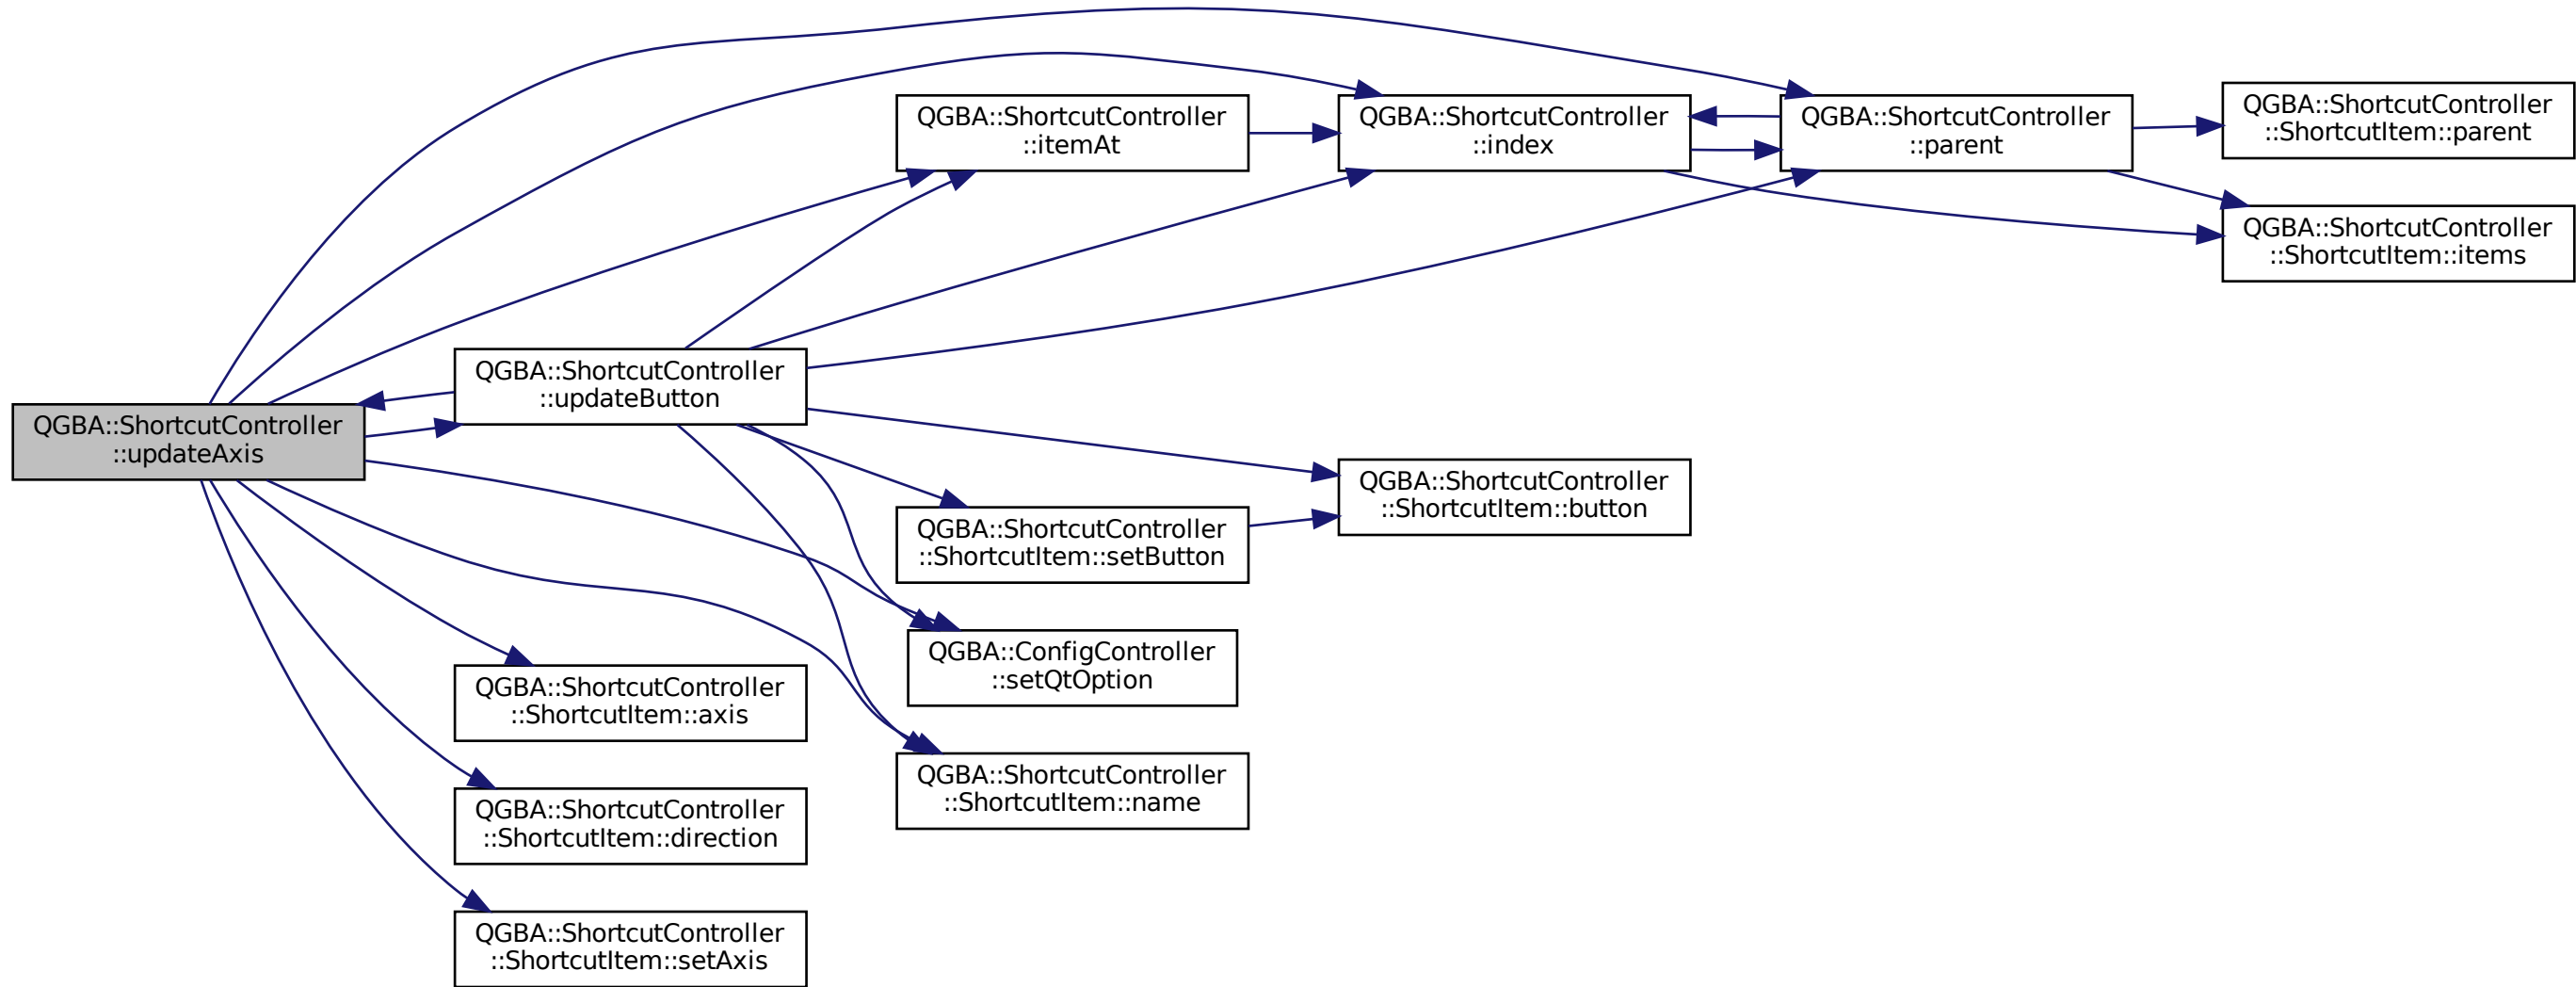 QGBA::ShortcutController
::updateAxis
QGBA::ShortcutController
::updateButton
QGBA::ShortcutController
::ShortcutItem::axis
QGBA::ShortcutController
::ShortcutItem::direction
QGBA::ShortcutController
::ShortcutItem::setAxis
QGBA::ShortcutController
::itemAt
QGBA::ShortcutController
::ShortcutItem::setButton
QGBA::ConfigController
::setQtOption
QGBA::ShortcutController
::ShortcutItem::name
QGBA::ShortcutController
::index
QGBA::ShortcutController
::ShortcutItem::button
QGBA::ShortcutController
::parent
QGBA::ShortcutController
::ShortcutItem::parent
QGBA::ShortcutController
::ShortcutItem::items